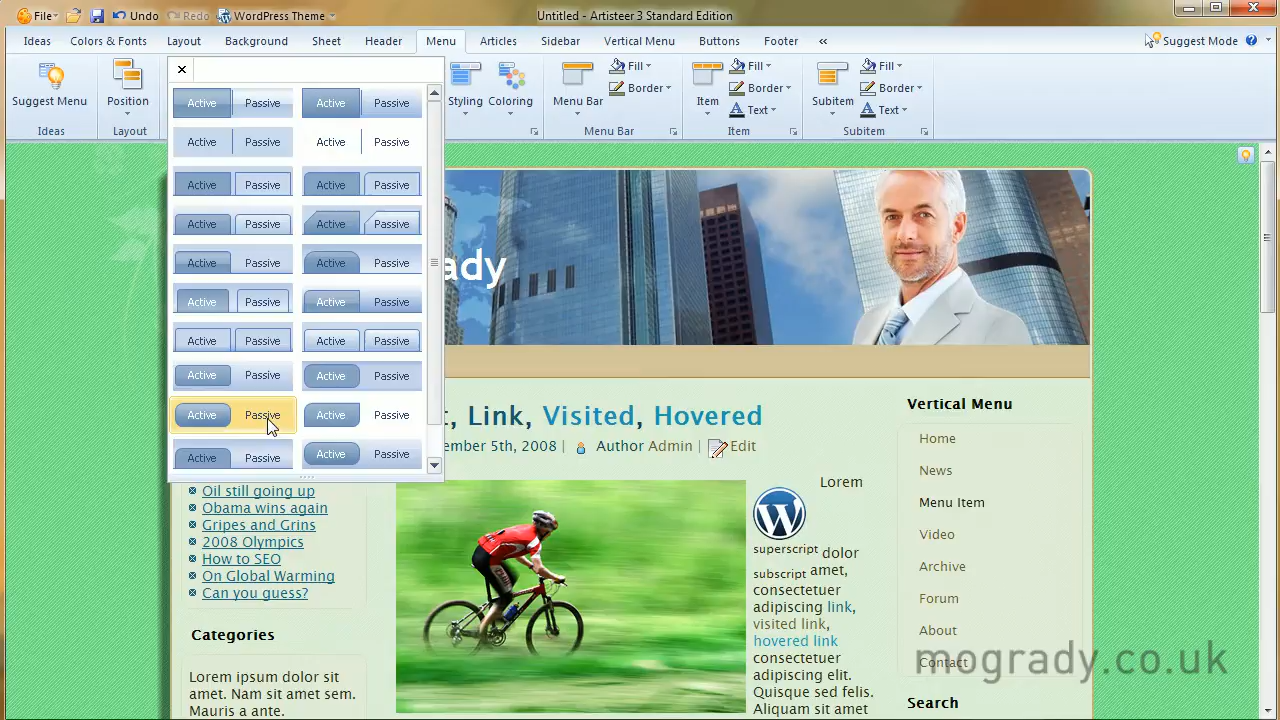 File
Undo
Redo
WordPress Theme
Untitled - Artisteer 3 Standard Edition
Ideas
Colors & Fonts
Layout
Background
Sheet
Header
Menu
Articles
Sidebar
Vertical Menu
Buttons
Footer
«
Suggest Mode
Suggest Menu
Position
Styling
Coloring
Menu Bar
Fill
Border
Item
Fill
Border
Text
Subitem
Fill
Border
Text
Ideas
Layout
Menu Bar
Item
Subitem
Active Passive Active Passive
Active Passive Active Passive
Active Passive Active Passive
Active Passive Active Passive
Active Passive Active Passive
Active Passive Active Passive
Active Passive Active Passive
Active Passive Active Passive
Active Passive Active Passive
Active Passive Active Passive
ady
t, Link, Visited, Hovered
ember 5th, 2008 | Author Admin | Edit
Lorem
superscript dolor
subscript amet,
consectetuer
adipiscing link,
visited link,
hovered link
consectetuer
adipiscing elit.
Quisque sed felis.
Aliquam sit amet
Oil still going up
Obama wins again
Gripes and Grins
2008 Olympics
How to SEO
On Global Warming
Can you guess?
Categories
Lorem ipsum dolor sit
amet. Nam sit amet sem.
Mauris a ante.
Vertical Menu
Home
News
Menu Item
Video
Archive
Forum
About
Contact
Search
mogrady.co.uk